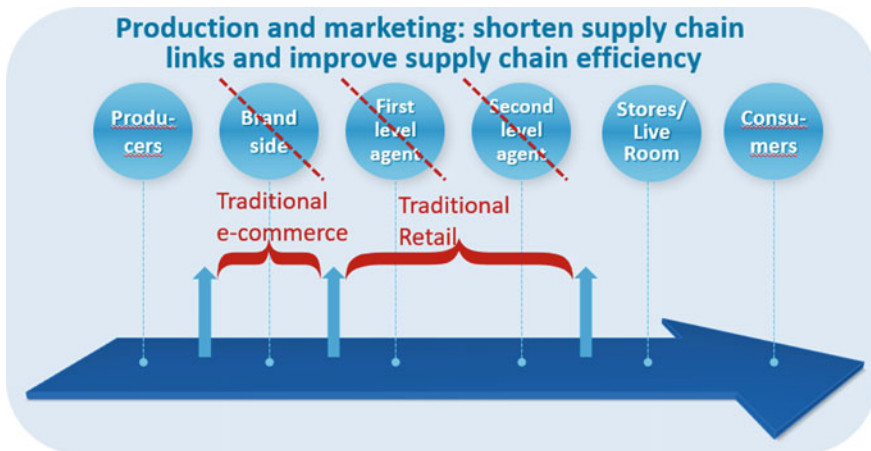 Production and marketing: shorten supply chain
links and improve supply chain efficiency
Produ-
cers
Brand
side
First
level
agent
Second
level
agent
Stores/
Live
Room
Consu-
mers
Traditional
e-commerce
Traditional
Retail